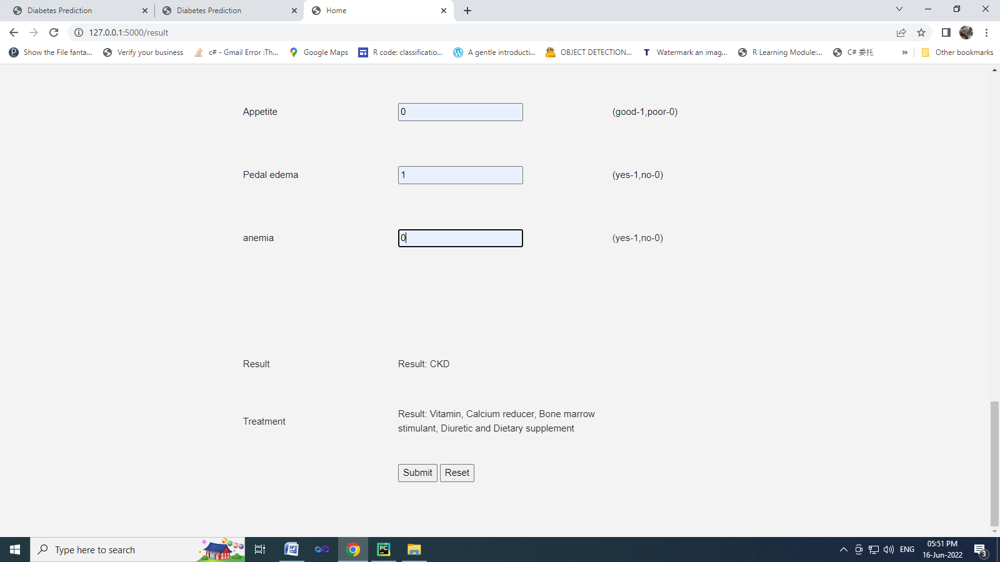 Diabetes Prediction
Diabetes Prediction
Home
127.0.0.1:5000/result
Show the File fanta...
Verify your business
c# - Gmail Error :Th...
Google Maps
R code: classificatio...
A gentle introducti...
OBJECT DETECTION...
T Watermark an imag...
R Learning Module:...
C# 委托
»
Other bookmarks
Appetite 0 (good-1,poor-0)
Pedal edema 1 (yes-1,no-0)
anemia 0 (yes-1,no-0)
Result Result: CKD
Treatment Result: Vitamin, Calcium reducer, Bone marrow
stimulant, Diuretic and Dietary supplement
Submit Reset
Type here to search
ENG
05:51 PM
16-Jun-2022
3